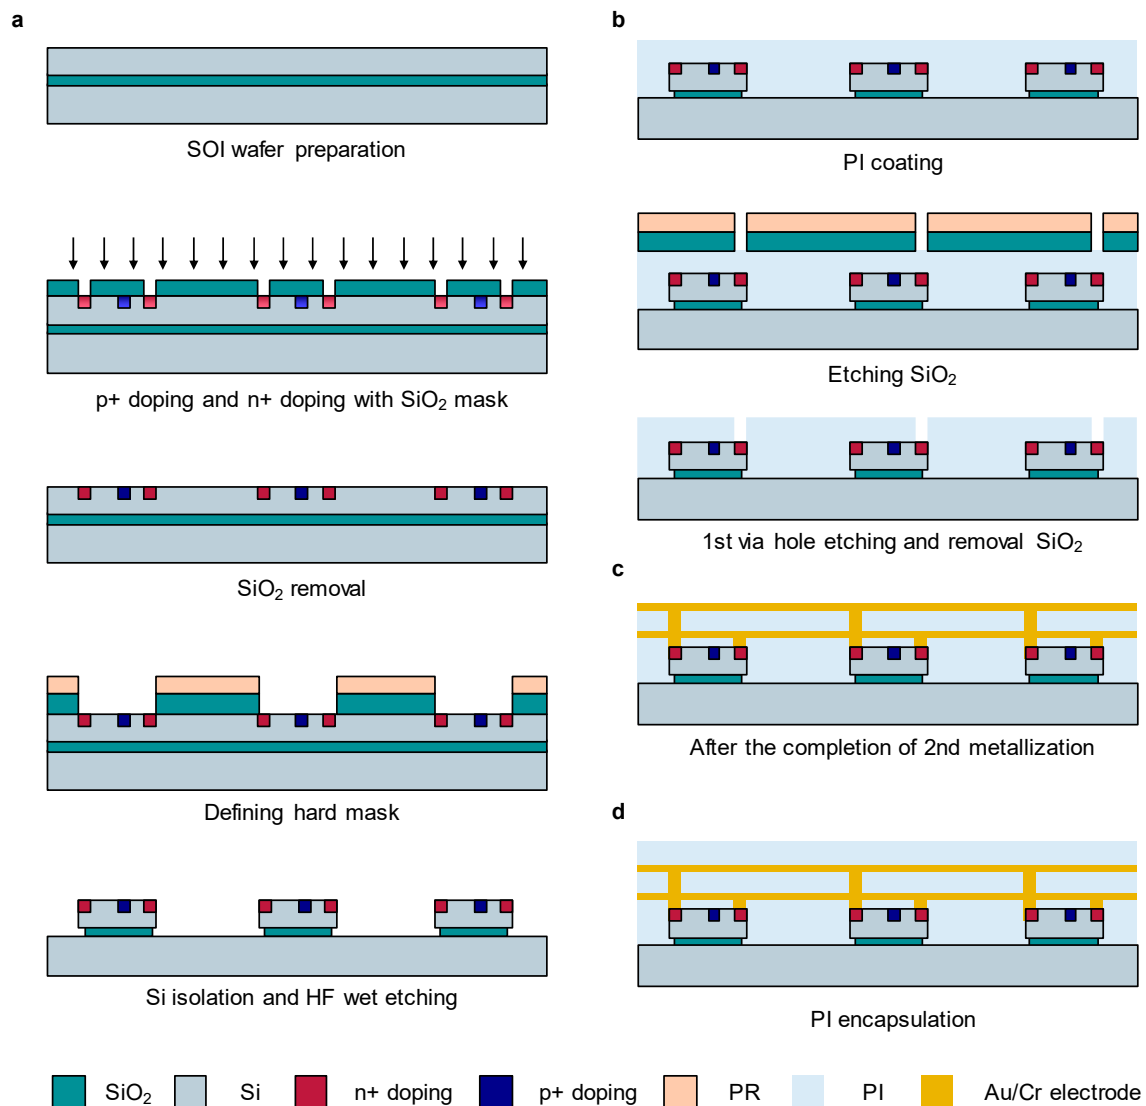 a
SOI wafer preparation
p+ doping and n+ doping with SiO₂ mask
SiO₂ removal
Defining hard mask
Si isolation and HF wet etching
b
PI coating
Etching SiO₂
1st via hole etching and removal SiO₂
c
After the completion of 2nd metallization
d
PI encapsulation
SiO₂ Si n+ doping p+ doping PR PI Au/Cr electrode